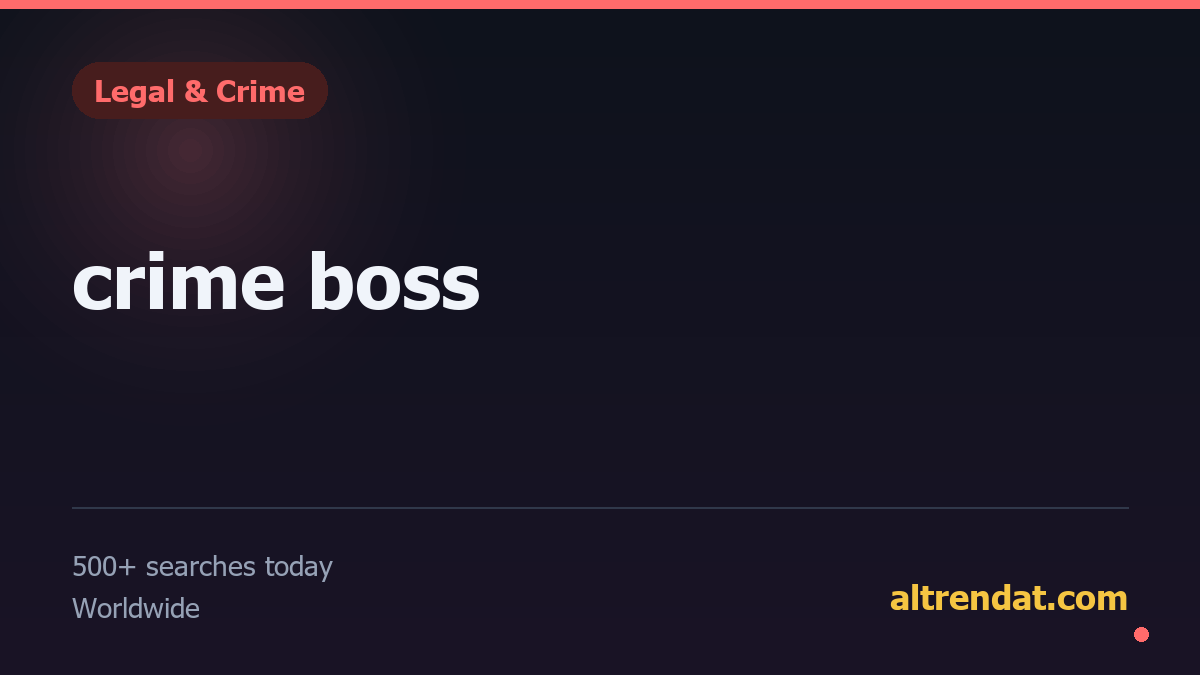 Legal & Crime
crime boss
500+ searches today
Worldwide
altrendat.com